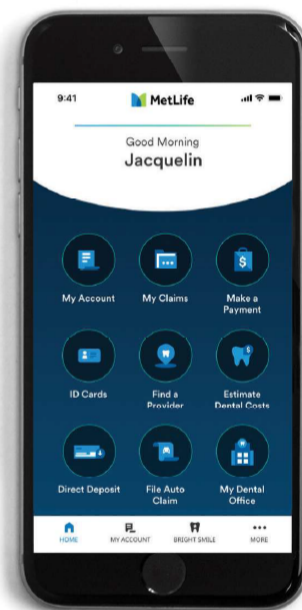 9:41
MetLife
Good Morning
Jacquelin
My Account
My Claims
Make a
Payment
ID Cards
Find a
Provider
Estimate
Dental Costs
Direct Deposit
File Auto
Claim
My Dental
Office
HOME
MY ACCOUNT
BRIGHT SMILE
MORE